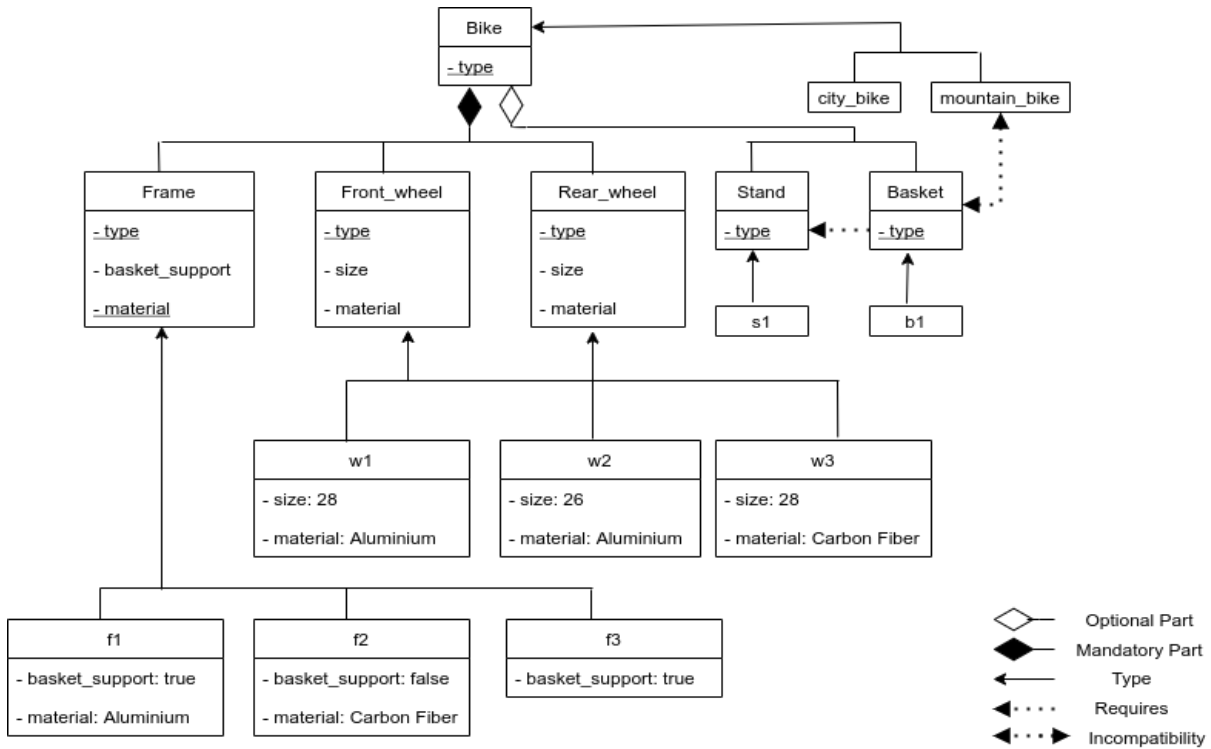 Bike
- type
city_bike
mountain_bike
Frame
- type
- basket_support
- material
Front_wheel
- type
- size
- material
Rear_wheel
- type
- size
- material
Stand
- type
Basket
- type
s1
b1
w1
- size: 28
- material: Aluminium
w2
- size: 26
- material: Aluminium
w3
- size: 28
- material: Carbon Fiber
f1
- basket_support: true
- material: Aluminium
f2
- basket_support: false
- material: Carbon Fiber
f3
- basket_support: true
Optional Part
Mandatory Part
Type
Requires
Incompatibility